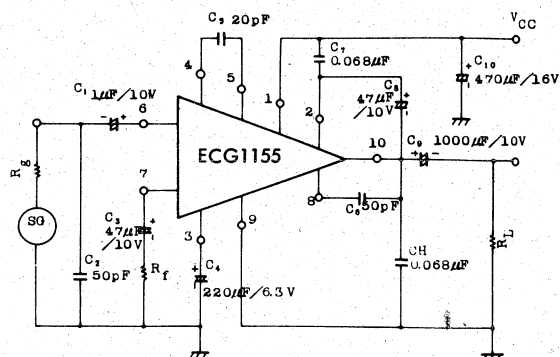 C5 20pF
VCC
C7
0.068µF
C10
470µF/16V
4
5
1
C8
47µF
/10V
2
C1 1µF/10V
6
10
C9 1000µF/10V
ECG1155
Rg
7
8
C6 50pF
SG
C3
47µF
/10V
3
9
RL
CH
0.068µF
C2
50pF
Rf
C4
220µF/6.3V